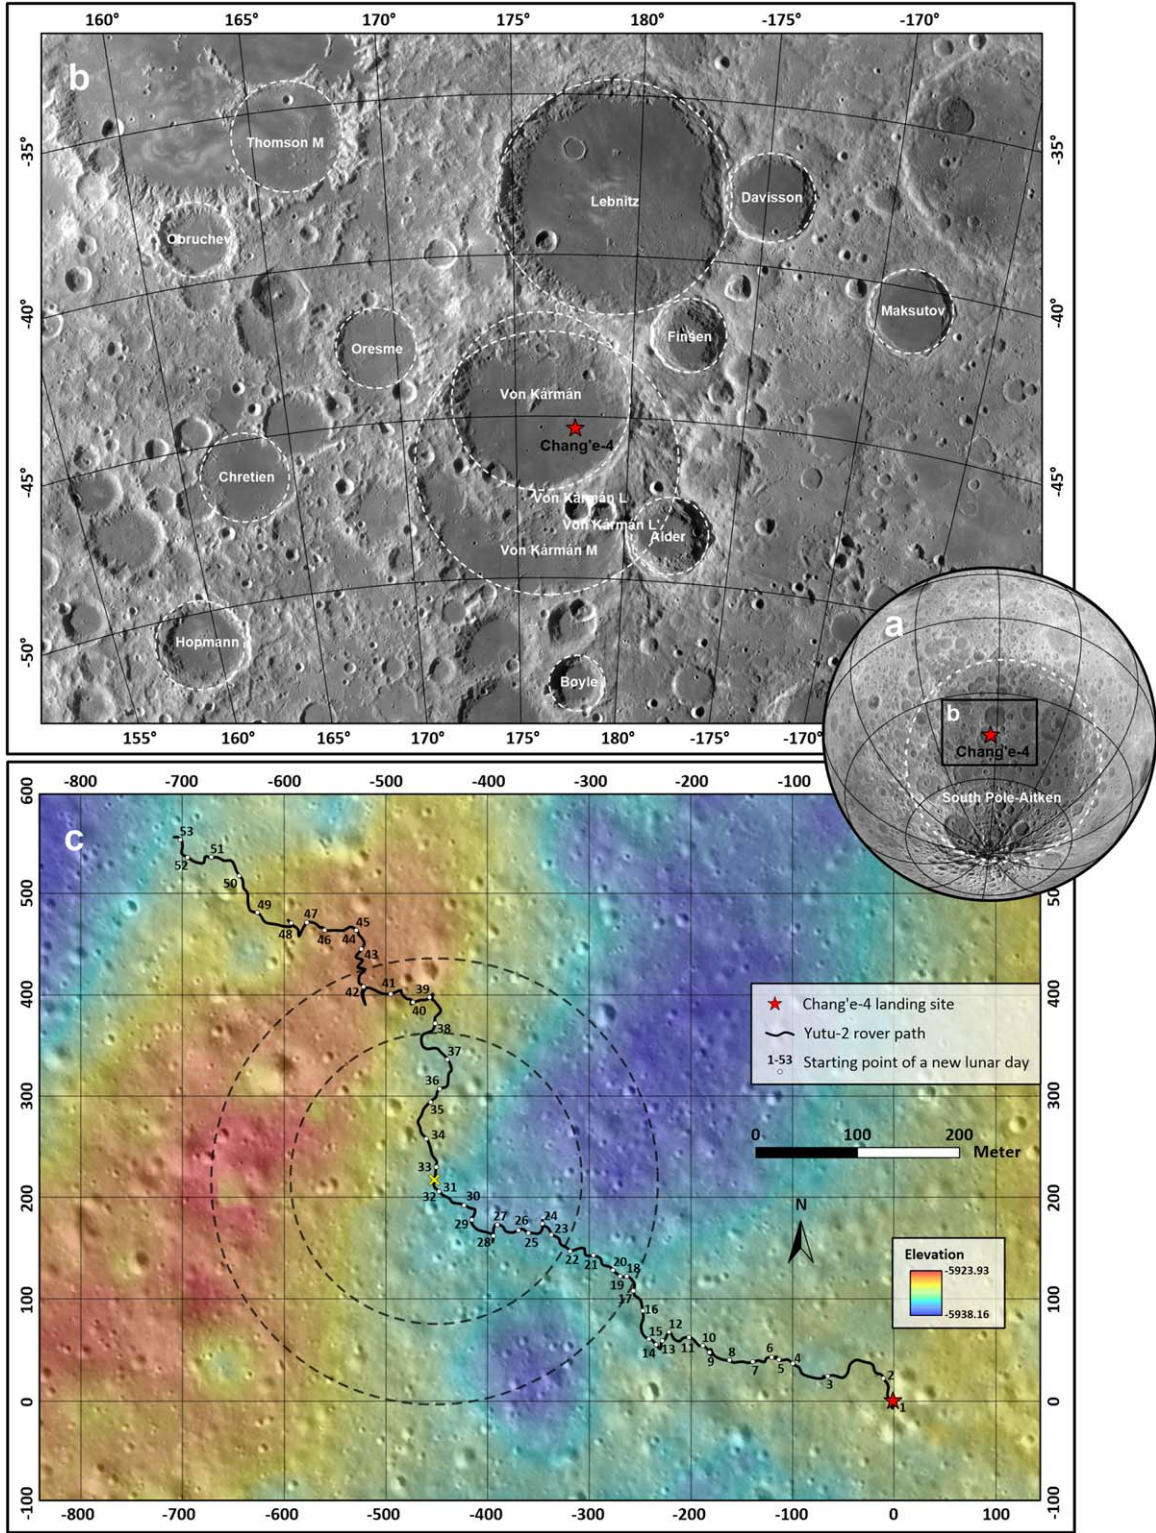 160° 165° 170° 175° 180° -175° -170°
b
-35°
-40°
-45°
-50°
-35°
-40°
-45°
Thomson M
Lebnitz
Davisson
Obruchev
Maksutov
Finsen
Oresme
Von Kármán
Chang'e-4
Chretien
Von Kármán L
Von Kármán L'
Alder
Von Kármán M
Hopmann
Boyle
155° 160° 165° 170° 175° 180° -175° -170°
a
b
Chang'e-4
South Pole-Aitken
-800 -700 -600 -500 -400 -300 -200 -100
c
600
500
400
300
200
100
0
-100
500
400
300
200
100
0
-100
53
52
51
50
49
48
47
46
45
44
43
42
41
40
39
38
37
36
35
34
33
32
31
30
29
28
27
26
25
24
23
22
21
20
19
18
17
16
15
14
13
12
11
10
9
8
7
6
5
4
3
2
1
Chang'e-4 landing site
Yutu-2 rover path
1-53 Starting point of a new lunar day
0 100 200
Meter
N
Elevation
-5923.93
-5938.16
-800 -700 -600 -500 -400 -300 -200 -100 0 100